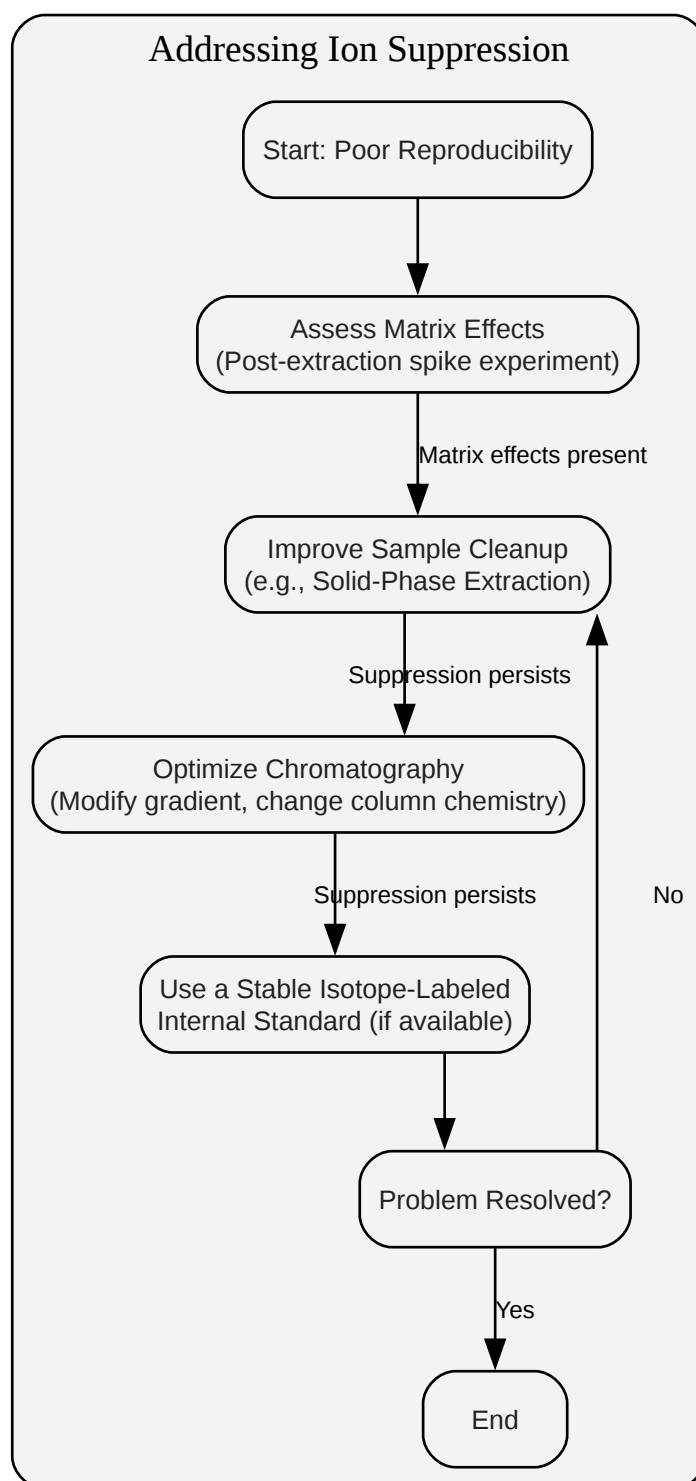 Addressing Ion Suppression
Start: Poor Reproducibility
Assess Matrix Effects
(Post-extraction spike experiment)
Matrix effects present
Improve Sample Cleanup
(e.g., Solid-Phase Extraction)
Suppression persists
Optimize Chromatography
(Modify gradient, change column chemistry)
Suppression persists
No
Use a Stable Isotope-Labeled
Internal Standard (if available)
Problem Resolved?
Yes
End